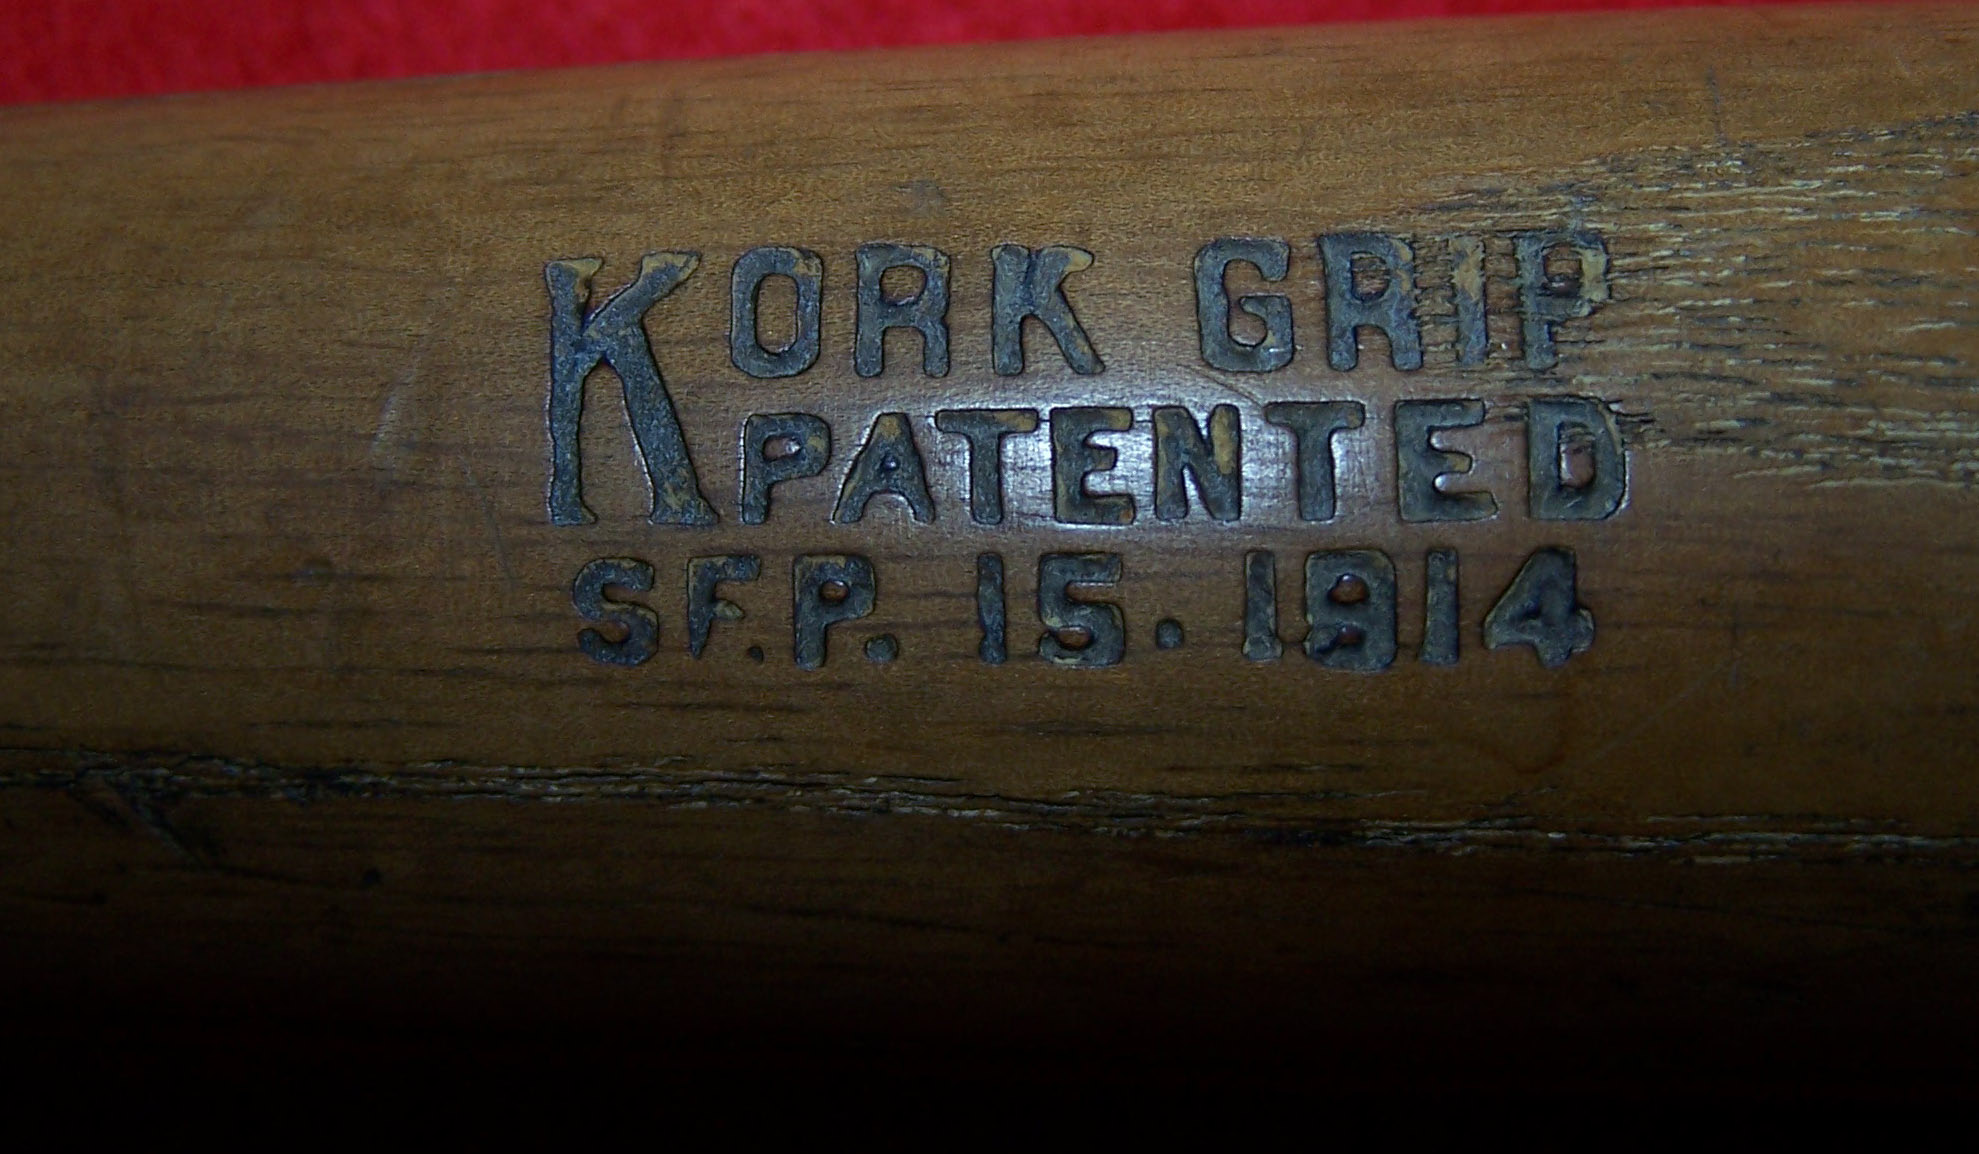 KORK GRIP
PATENTED
SEP. 15. 1914